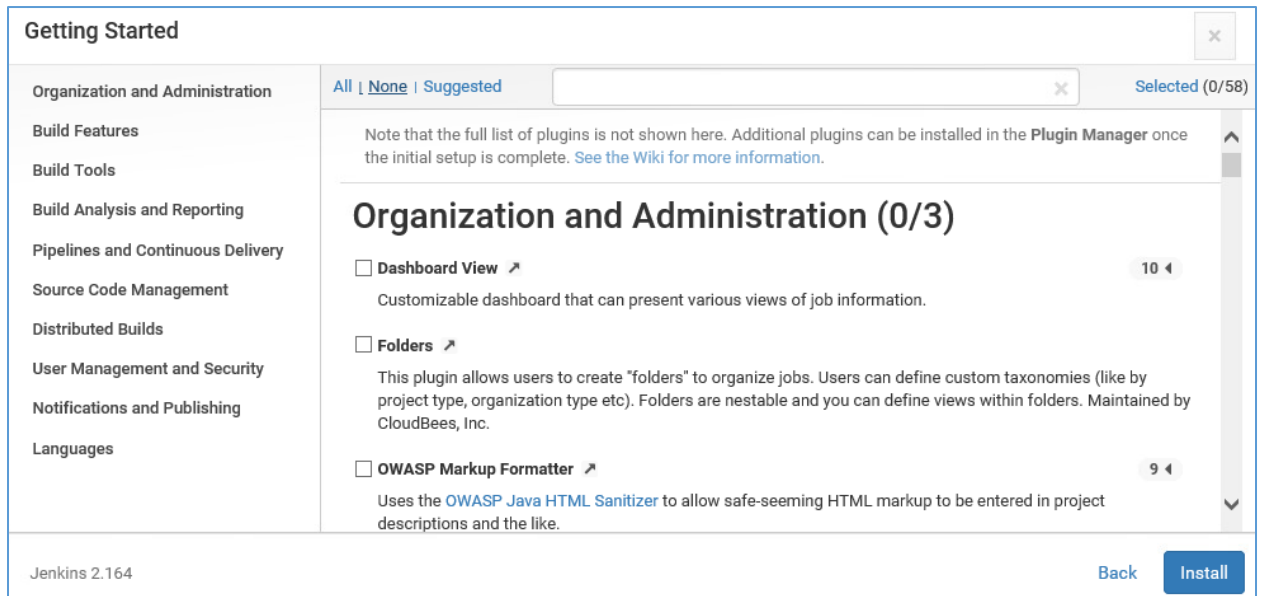 Getting Started
×
Organization and Administration
Build Features
Build Tools
Build Analysis and Reporting
Pipelines and Continuous Delivery
Source Code Management
Distributed Builds
User Management and Security
Notifications and Publishing
Languages
All | None | Suggested
×
Selected (0/58)
Note that the full list of plugins is not shown here. Additional plugins can be installed in the Plugin Manager once
the initial setup is complete. See the Wiki for more information.
Organization and Administration (0/3)
Dashboard View
10
Customizable dashboard that can present various views of job information.
Folders
This plugin allows users to create "folders" to organize jobs. Users can define custom taxonomies (like by
project type, organization type etc). Folders are nestable and you can define views within folders. Maintained by
CloudBees, Inc.
OWASP Markup Formatter
9
Uses the OWASP Java HTML Sanitizer to allow safe-seeming HTML markup to be entered in project
descriptions and the like.
Jenkins 2.164
Back
Install